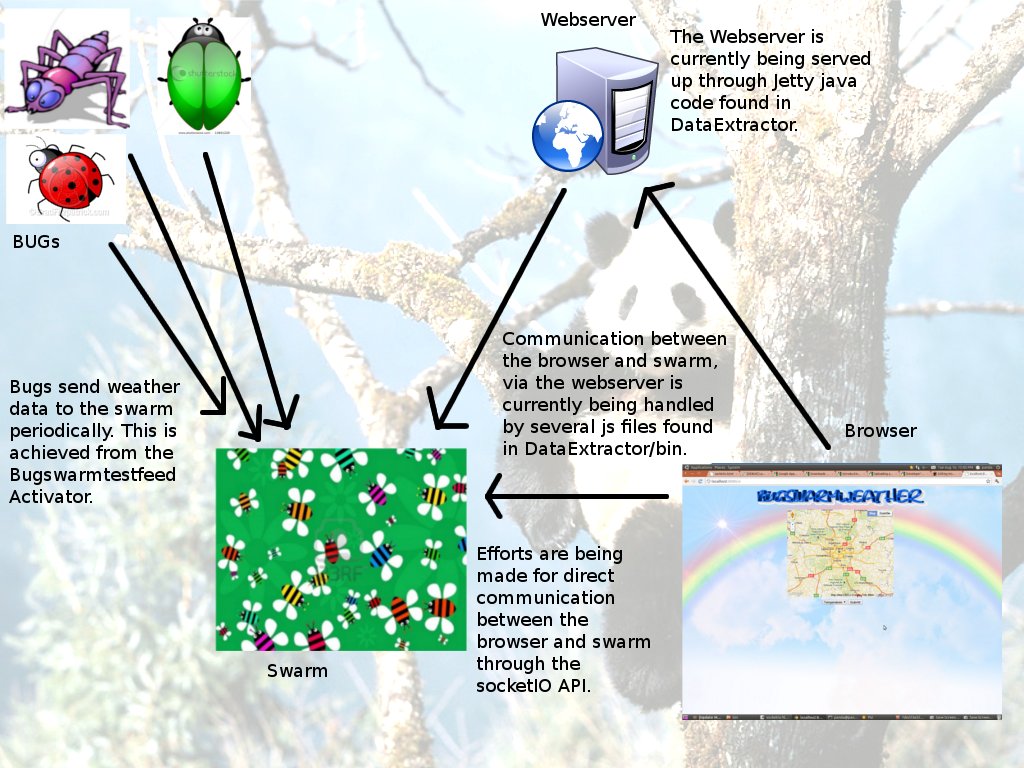 Webserver
The Webserver is
currently being served
up through Jetty java
code found in
DataExtractor.
shutterstock
BUGs
Communication between
the browser and swarm,
via the webserver is
currently being handled
by several js files found
in DataExtractor/bin.
Bugs send weather
data to the swarm
periodically. This is
achieved from the
Bugswarmtestfeed
Activator.
Browser
BUGSWARMWEATHER
Efforts are being
made for direct
communication
between the
browser and swarm
through the
socketIO API.
Swarm